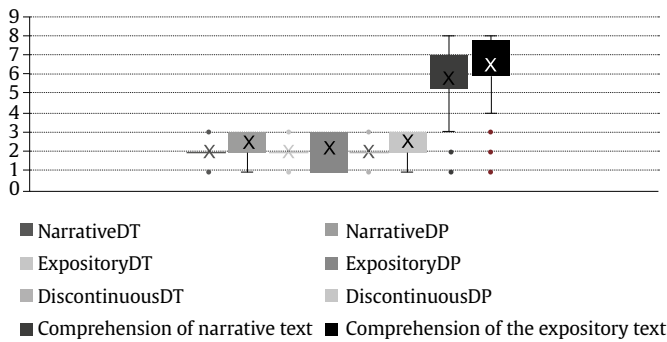 9
8
7
6
5
4
3
2
1
0
X X X X X X X X
NarrativeDT NarrativeDP
ExpositoryDT ExpositoryDP
DiscontinuousDT DiscontinuousDP
Comprehension of narrative text Comprehension of the expository text